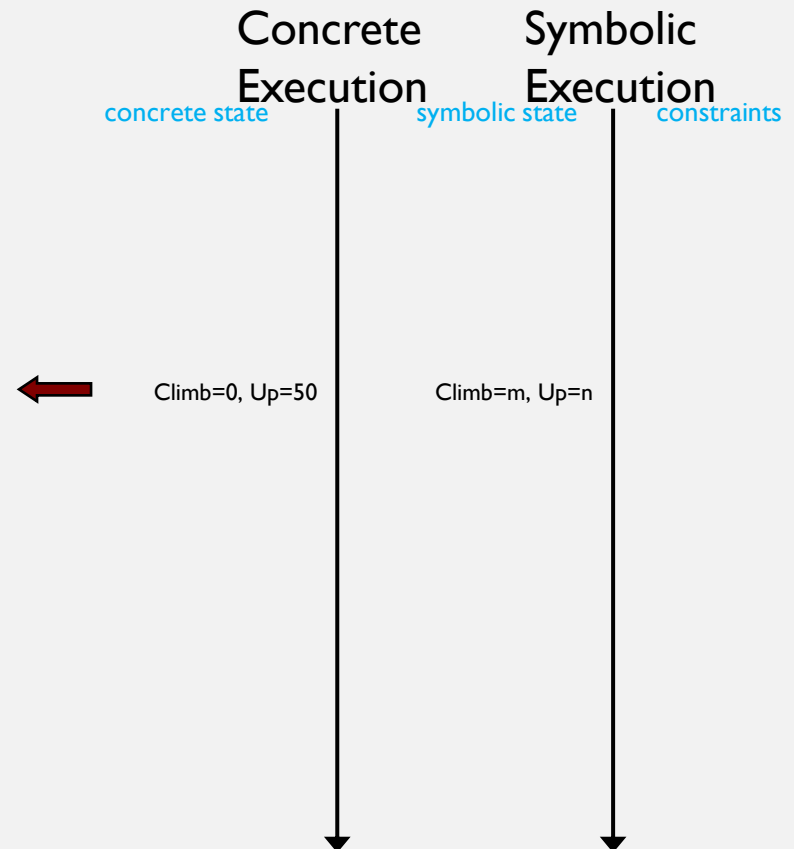 Concrete
Execution
Symbolic
Execution
concrete state
symbolic state
constraints
Climb=0, Up=50
Climb=m, Up=n